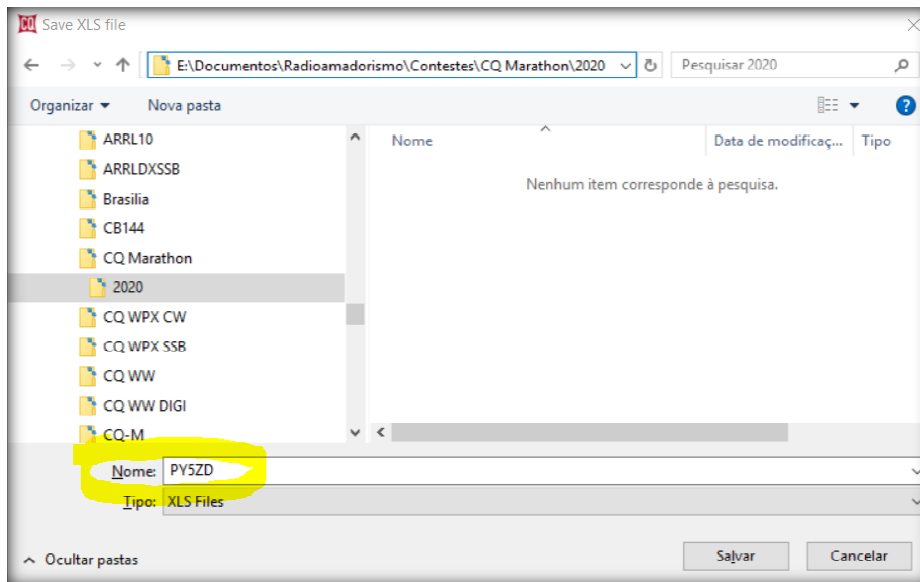 CQ Save XLS file
E:\Documentos\Radioamadorismo\Contestes\CQ Marathon\2020
Pesquisar 2020
Organizar
Nova pasta
?
ARRL10
ARRLDXSSB
Brasilia
CB144
CQ Marathon
2020
CQ WPX CW
CQ WPX SSB
CQ WW
CQ WW DIGI
CQ-M
Nome Data de modificaç... Tipo
Nenhum item corresponde à pesquisa.
Nome: PY5ZD
Tipo: XLS Files
Ocultar pastas
Salvar Cancelar